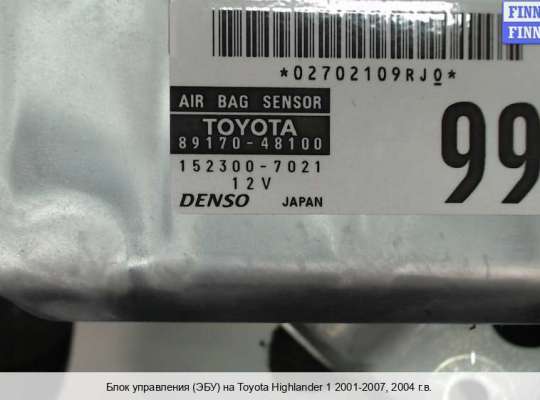 FINN
FINN
*02702109RJ0*
AIR BAG SENSOR
TOYOTA
89170-48100
152300-7021
12V
DENSO JAPAN
99
Блок управления (ЭБУ) на Toyota Highlander 1 2001-2007, 2004 г.в.